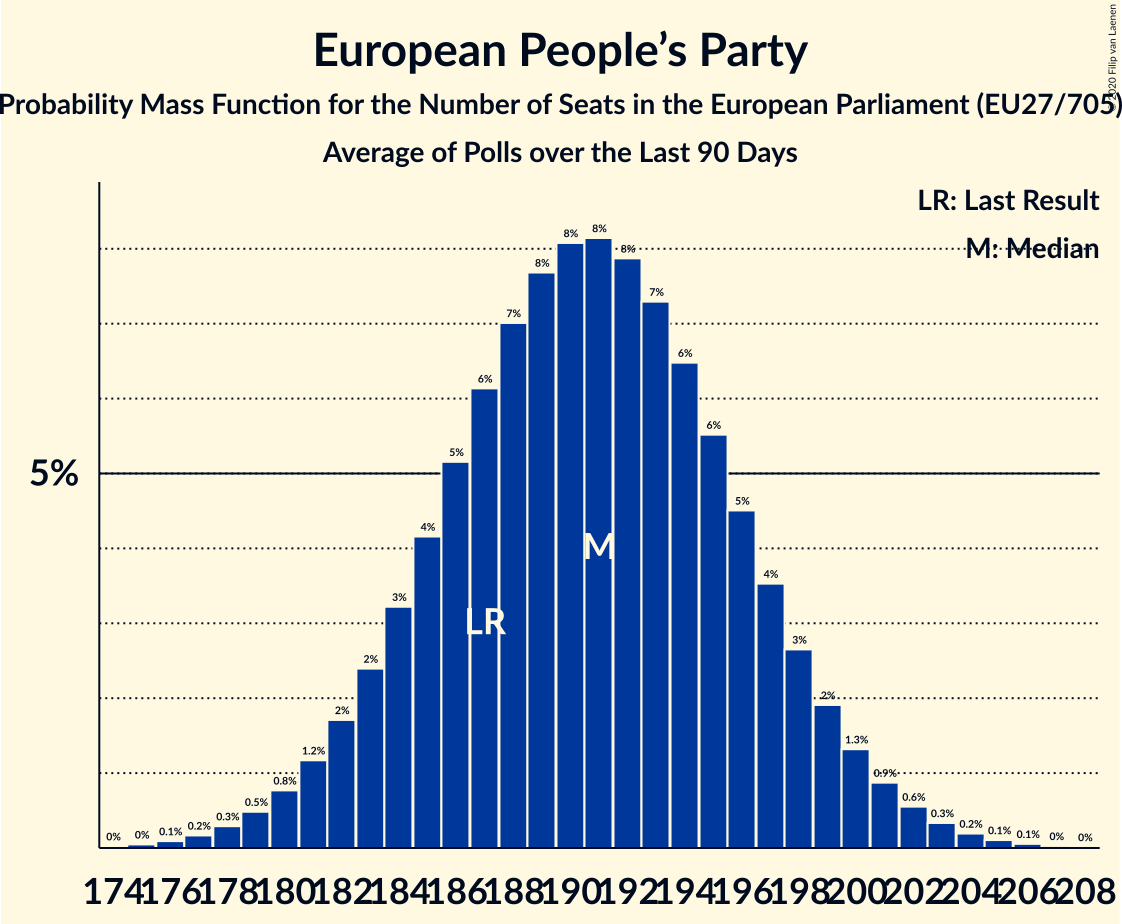 European People’s Party
Probability Mass Function for the Number of Seats in the European Parliament (EU27/705)
Average of Polls over the Last 90 Days
LR: Last Result
M: Median
5%
0% 0% 0.1% 0.2% 0.3% 0.5% 0.8% 1.2% 2% 2% 3% 4% 5% 6% 7% 8% 8% 8% 8% 7% 6% 6% 5% 4% 3% 2% 1.3% 0.9% 0.6% 0.3% 0.2% 0.1% 0.1% 0% 0%
M
LR
174 176 178 180 182 184 186 188 190 192 194 196 198 200 202 204 206 208
2020 Filip van Laenen